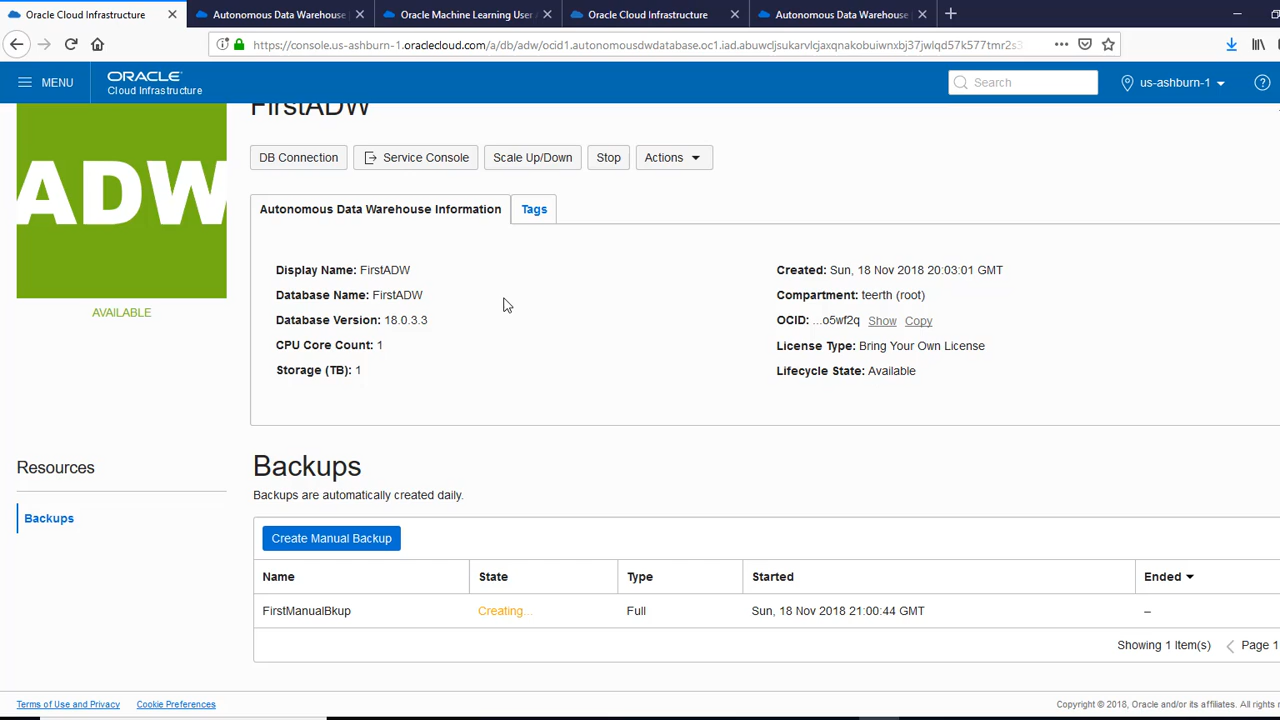 Oracle Cloud Infrastructure
Autonomous Data Warehouse
Oracle Machine Learning User
Oracle Cloud Infrastructure
Autonomous Data Warehouse
https://console.us-ashburn-1.oraclecloud.com/a/db/adw/ocid1.autonomousdwdatabase.oc1.iad.abuwcljsukarvlcjaxqnakobuiwnxbj37jwlqd57k577tmr2s3
MENU
ORACLE
Cloud Infrastructure
Search
us-ashburn-1
FirstADW
ADW
AVAILABLE
DB Connection
Service Console
Scale Up/Down
Stop
Actions
Autonomous Data Warehouse Information
Tags
Display Name: FirstADW
Database Name: FirstADW
Database Version: 18.0.3.3
CPU Core Count: 1
Storage (TB): 1
Created: Sun, 18 Nov 2018 20:03:01 GMT
Compartment: teerth (root)
OCID: ...o5wf2q Show Copy
License Type: Bring Your Own License
Lifecycle State: Available
Resources
Backups
Backups
Backups are automatically created daily.
Create Manual Backup
Name State Type Started Ended
FirstManualBkup Creating... Full Sun, 18 Nov 2018 21:00:44 GMT –
Showing 1 Item(s) Page 1
Terms of Use and Privacy Cookie Preferences
Copyright © 2018, Oracle and/or its affiliates. All rights